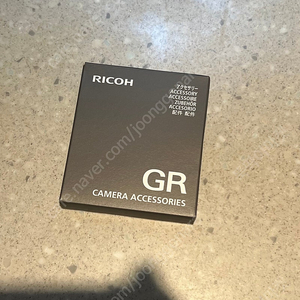 RICOH
アクセサリー
ACCESSORY
ACCESSOIRE
ZUBEHÖR
ACCESORIO
配件 配件
GR
CAMERA ACCESSORIES